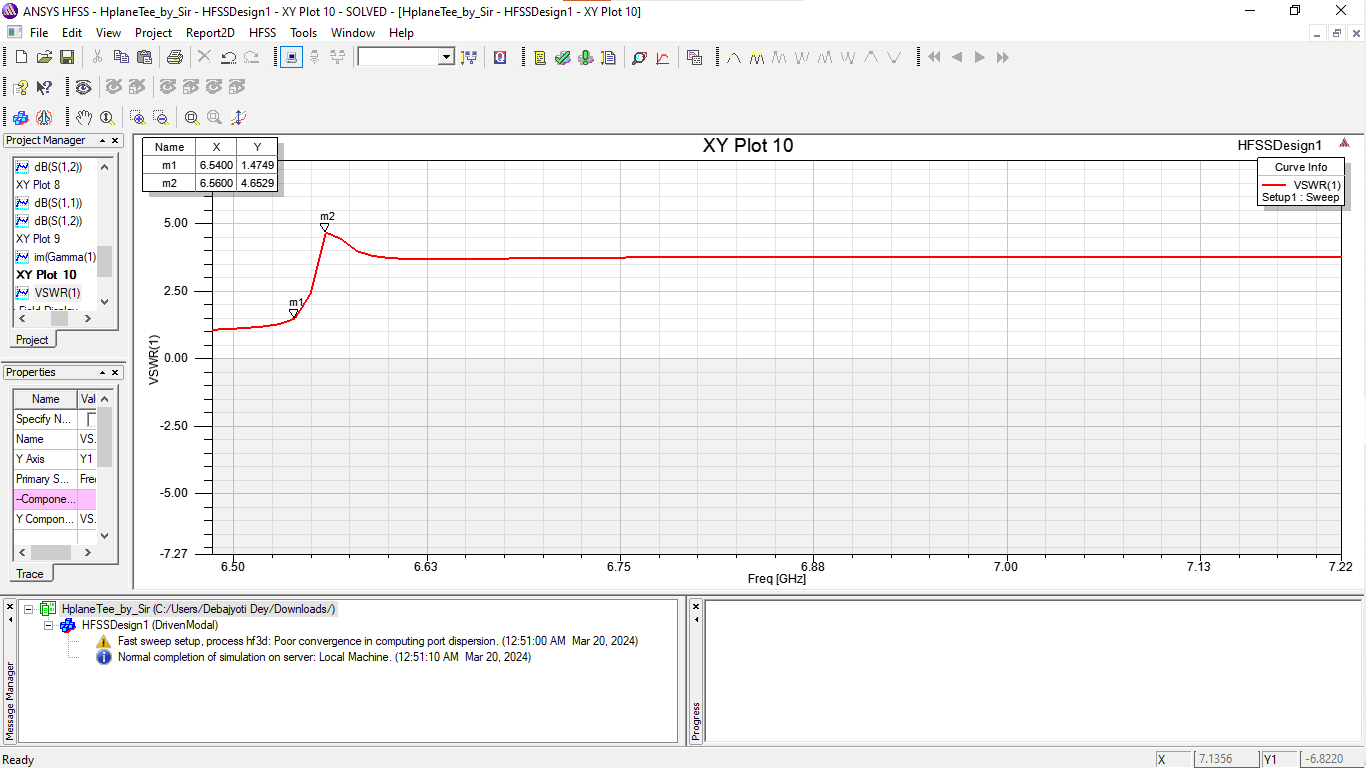 ANSYS HFSS - HplaneTee_by_Sir - HFSSDesign1 - XY Plot 10 - SOLVED - [HplaneTee_by_Sir - HFSSDesign1 - XY Plot 10]
File Edit View Project Report2D HFSS Tools Window Help
Project Manager
dB(S(1,2))
XY Plot 8
dB(S(1,1))
dB(S(1,2))
XY Plot 9
im(Gamma(1)
XY Plot 10
VSWR(1)
Project
Properties
Name Val
Specify N...
Name VS.
Y Axis Y1
Primary S... Fre
--Compone...
Y Compon... VS.
Trace
XY Plot 10
HFSSDesign1
Name X Y
m1 6.5400 1.4749
m2 6.5600 4.6529
Curve Info
VSWR(1)
Setup1 : Sweep
m2
m1
VSWR(1)
5.00
2.50
0.00
-2.50
-5.00
-7.27
6.50 6.63 6.75 6.88 7.00 7.13 7.22
Freq [GHz]
Message Manager
HplaneTee_by_Sir (C:/Users/Debajyoti Dey/Downloads/)
HFSSDesign1 (DrivenModal)
Fast sweep setup, process hf3d: Poor convergence in computing port dispersion. (12:51:00 AM Mar 20, 2024)
Normal completion of simulation on server: Local Machine. (12:51:10 AM Mar 20, 2024)
Progress
Ready
X 7.1356 Y1 -6.8220